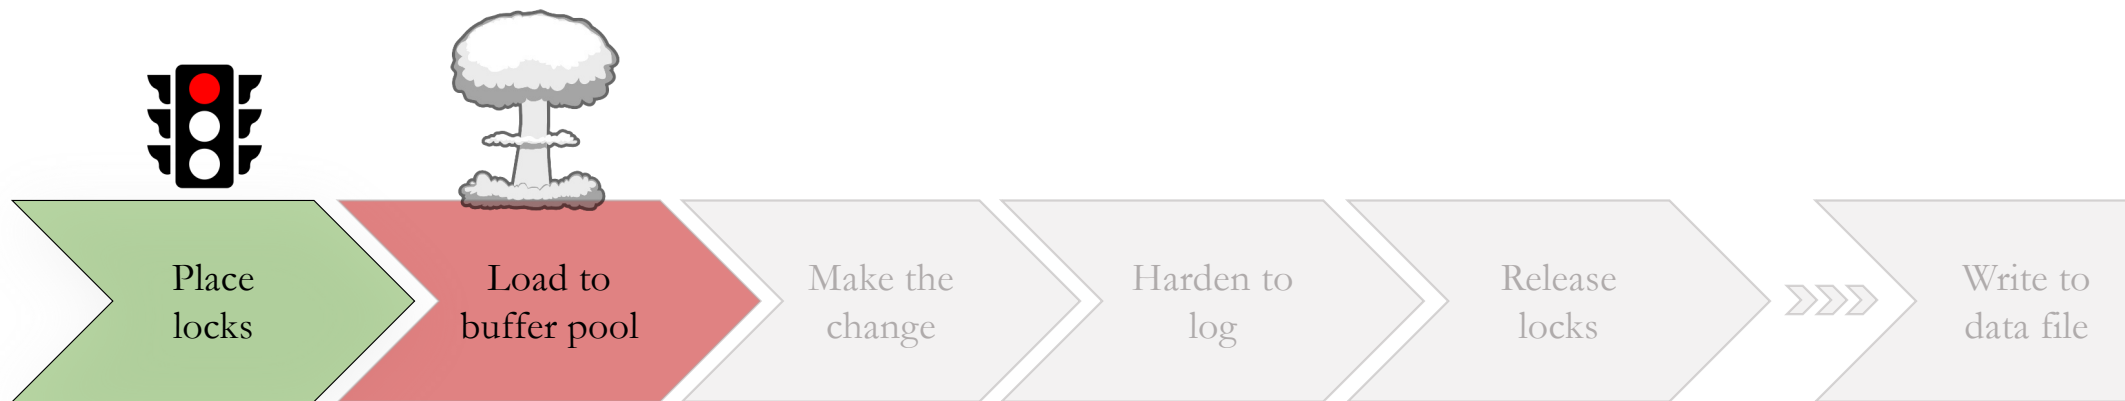 Place
locks
Load to
buffer pool
Make the
change
Harden to
log
Release
locks
Write to
data file